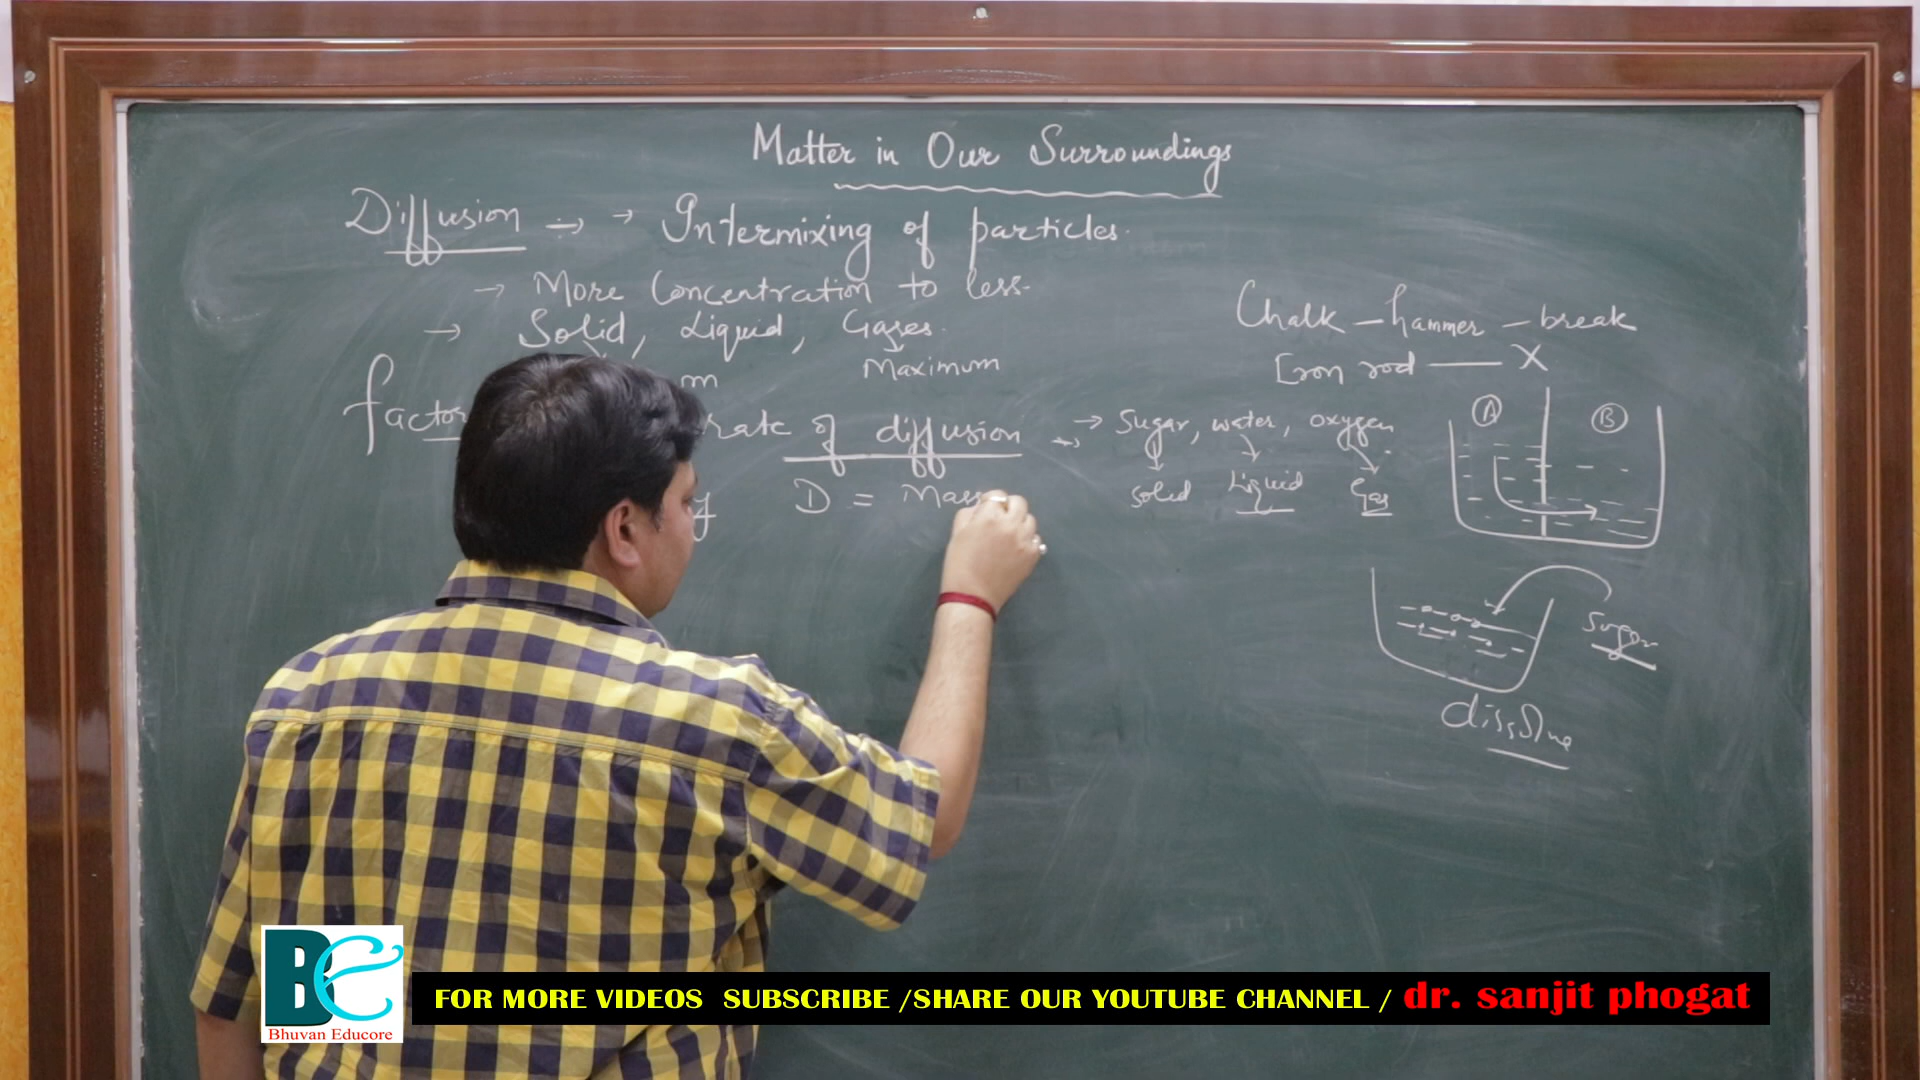 Matter in Our Surroundings
Diffusion → Intermixing of particles.
→ More Concentration to less.
→ Solid, Liquid, Gases.
Maximum
factor rate of diffusion → Sugar, water, oxygen
Solid Liquid Gas
D = Mass
Chalk - hammer - break
Iron rod — X
A B
Sugar
dissolve
BE
Bhuvan Educore
FOR MORE VIDEOS SUBSCRIBE /SHARE OUR YOUTUBE CHANNEL / dr. sanjit phogat